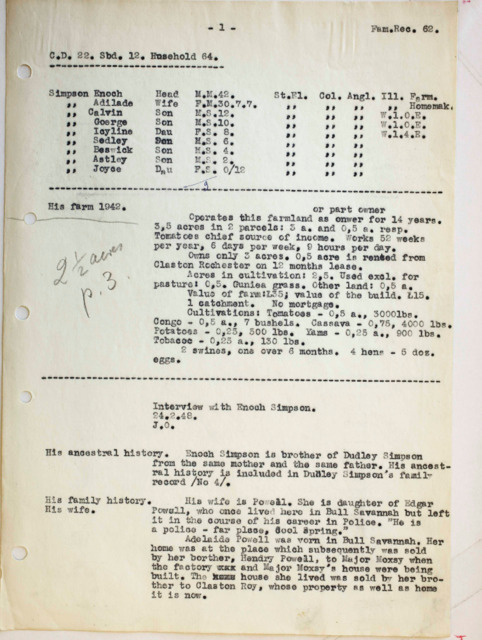 - 1 -
Fam.Rec. 62.
C.D. 22. Sbd. 12. Husehold 64.
Simpson Enoch Head M.M.42. St.El. Col. Angl. Ill. Farm.
,, Adilade Wife F.M.30.7.7. ,, ,, ,, ,, Homemak.
,, Calvin Son M.S.12. ,, ,, ,, W.1.O.E.
,, George Son M.S.10. ,, ,, ,, W.1.O.E.
,, Icyline Dau F.S. 8. ,, ,, ,, W.1.4.E.
,, Sedley Son M.S. 6. ,, ,, ,,
,, Beswick Son M.S. 4. ,, ,, ,,
,, Astley Son M.S. 2. ,, ,, ,,
,, Joyce Dau F.S. 0/12 ,, ,, ,,
His farm 1942. or part owner
Operates this farmland as onwer for 14 years.
3,5 acres in 2 parcels: 3 a. and 0,5 a. resp.
Tomatoes chief source of income. Works 52 weeks
per year, 6 days per week, 9 hours per day.
Owns only 3 acres. 0,5 acre is rented from
Claston Rochester on 12 months lease.
Acres in cultivation: 2,5. Used excl. for
pasture: 0,5. Guniea grass. Other land: 0,5 a.
Value of farm:L35; value of the build. L15.
1 catchment. No mortgage.
Cultivations: Tomatoes - 0,5 a., 3000lbs.
Congo - 0,5 a., 7 bushels. Cassava - 0,75, 4000 lbs.
Potatoes - 0,25, 500 lbs. Yams - 0,25 a., 900 lbs.
Tobacco - 0,25 a., 130 lbs.
2 swines, one over 6 months. 4 hens - 5 doz.
eggs.
2 ½ acres
p. 3.
Interview with Enoch Simpson.
24.2.48.
J.O.
His ancestral history. Enoch Simpson is brother of Dudley Simpson
from the same mother and the same father. His ancest-
ral history is included in Dudley Simpson's family
record /No 4/.
His family history. His wife is Powell. She is daughter of Edgar
His wife. Powell, who once lived here in Bull Savannah but left
it in the course of his career in Police. "He is
a police - far place, Cool Spring."
Adelaide Powell was vorn in Bull Savannah. Her
home was at the place which subsequently was sold
by her borther, Hendry Powell, to Major Moxsy when
the factory xxx and Major Moxsy's house were being
built. The house she lived was sold by her bro-
ther to Claston Roy, whose property as well as home
it is now.